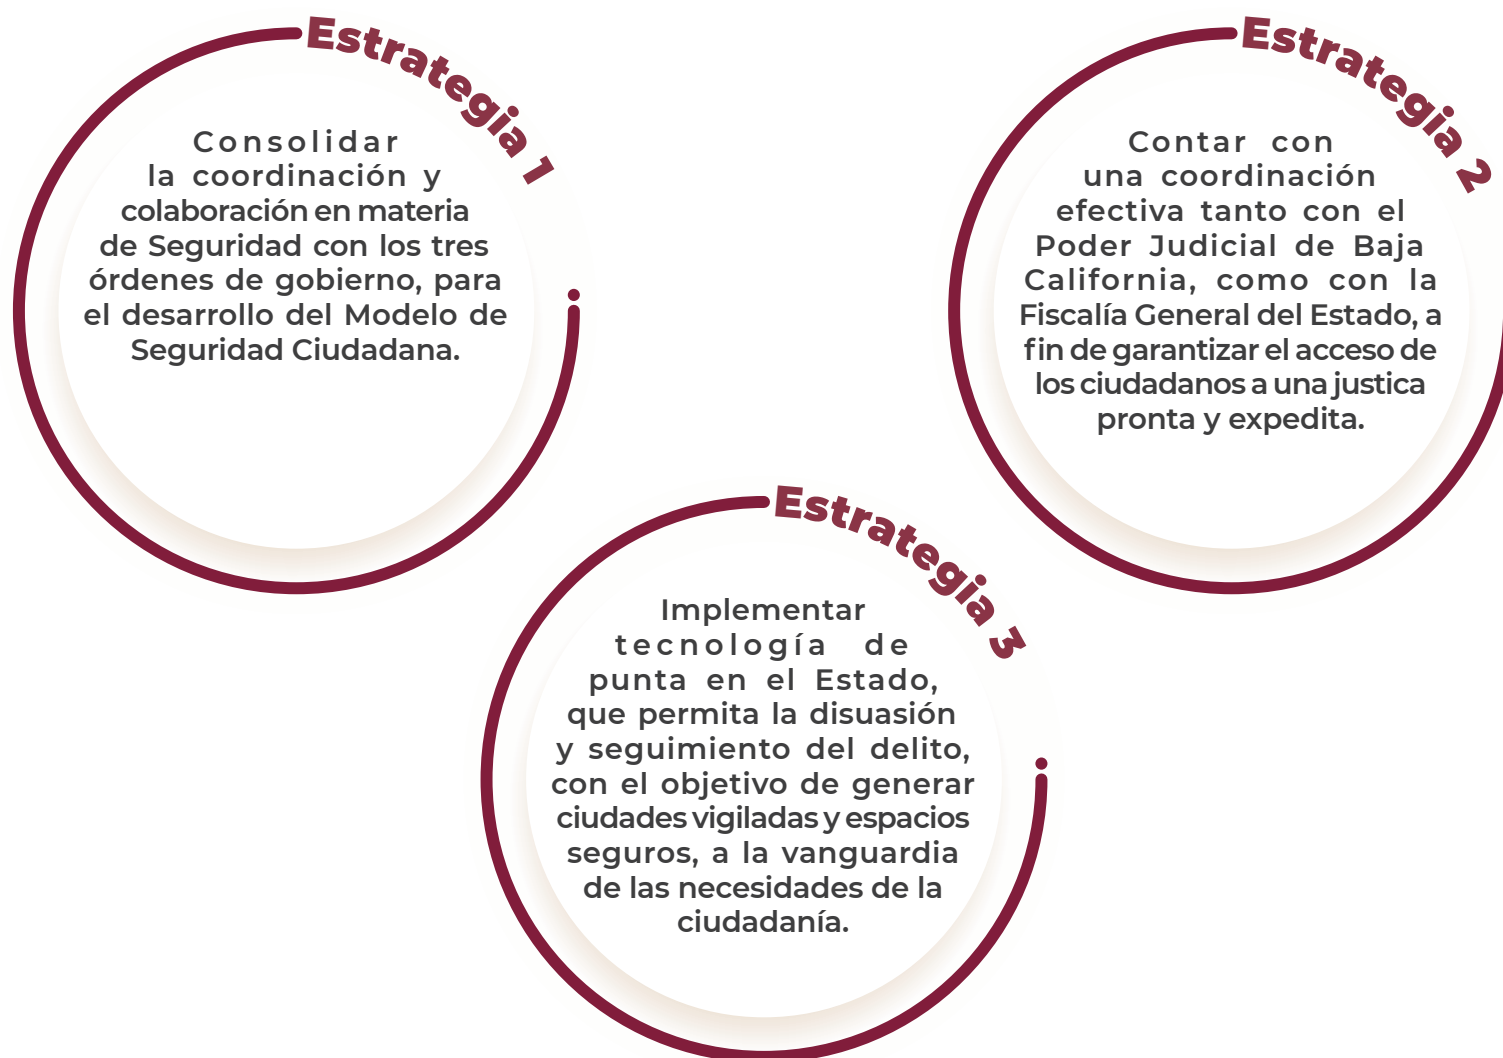 Estrategia 1
Consolidar
la coordinación y
colaboración en materia
de Seguridad con los tres
órdenes de gobierno, para
el desarrollo del Modelo de
Seguridad Ciudadana.
Estrategia 2
Contar con
una coordinación
efectiva tanto con el
Poder Judicial de Baja
California, como con la
Fiscalía General del Estado, a
fin de garantizar el acceso de
los ciudadanos a una justica
pronta y expedita.
Estrategia 3
Implementar
tecnología de
punta en el Estado,
que permita la disuasión
y seguimiento del delito,
con el objetivo de generar
ciudades vigiladas y espacios
seguros, a la vanguardia
de las necesidades de la
ciudadanía.